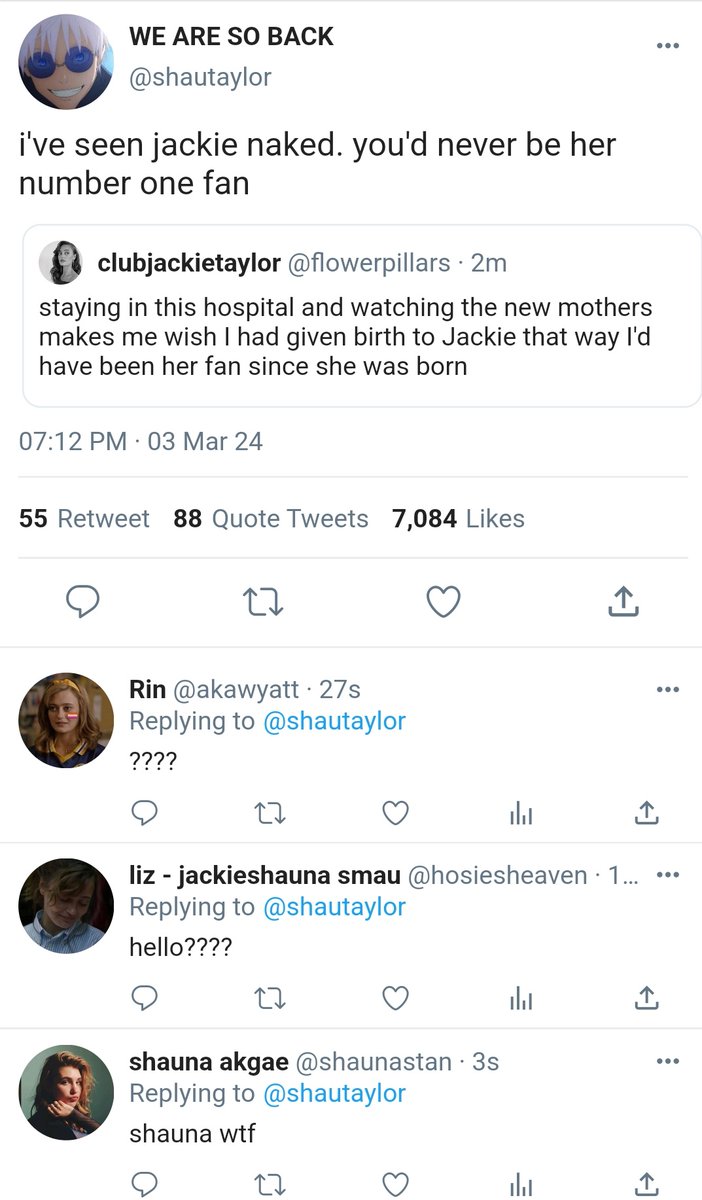 WE ARE SO BACK
@shautaylor
i've seen jackie naked. you'd never be her
number one fan
clubjackietaylor @flowerpillars · 2m
staying in this hospital and watching the new mothers
makes me wish I had given birth to Jackie that way I'd
have been her fan since she was born
07:12 PM · 03 Mar 24
55 Retweet 88 Quote Tweets 7,084 Likes
Rin @akawyatt · 27s
Replying to @shautaylor
????
liz - jackieshauna smau @hosiesheaven · 1...
Replying to @shautaylor
hello????
shauna akgae @shaunastan · 3s
Replying to @shautaylor
shauna wtf